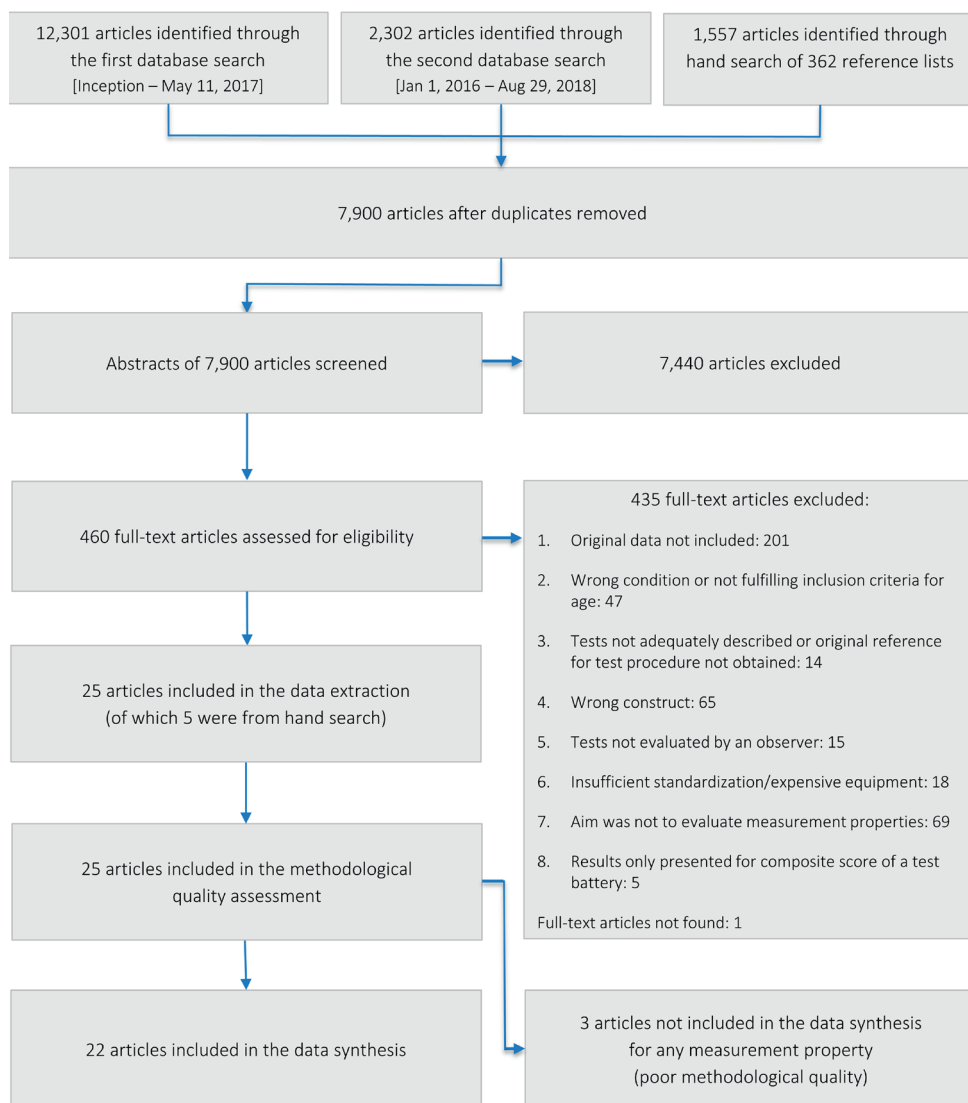 12,301 articles identified through
the first database search
[Inception – May 11, 2017]
2,302 articles identified through
the second database search
[Jan 1, 2016 – Aug 29, 2018]
1,557 articles identified through
hand search of 362 reference lists
7,900 articles after duplicates removed
Abstracts of 7,900 articles screened
7,440 articles excluded
460 full-text articles assessed for eligibility
435 full-text articles excluded:
1. Original data not included: 201
2. Wrong condition or not fulfilling inclusion criteria for
age: 47
3. Tests not adequately described or original reference
for test procedure not obtained: 14
4. Wrong construct: 65
5. Tests not evaluated by an observer: 15
6. Insufficient standardization/expensive equipment: 18
7. Aim was not to evaluate measurement properties: 69
8. Results only presented for composite score of a test
battery: 5
Full-text articles not found: 1
25 articles included in the data extraction
(of which 5 were from hand search)
25 articles included in the methodological
quality assessment
22 articles included in the data synthesis
3 articles not included in the data synthesis
for any measurement property
(poor methodological quality)